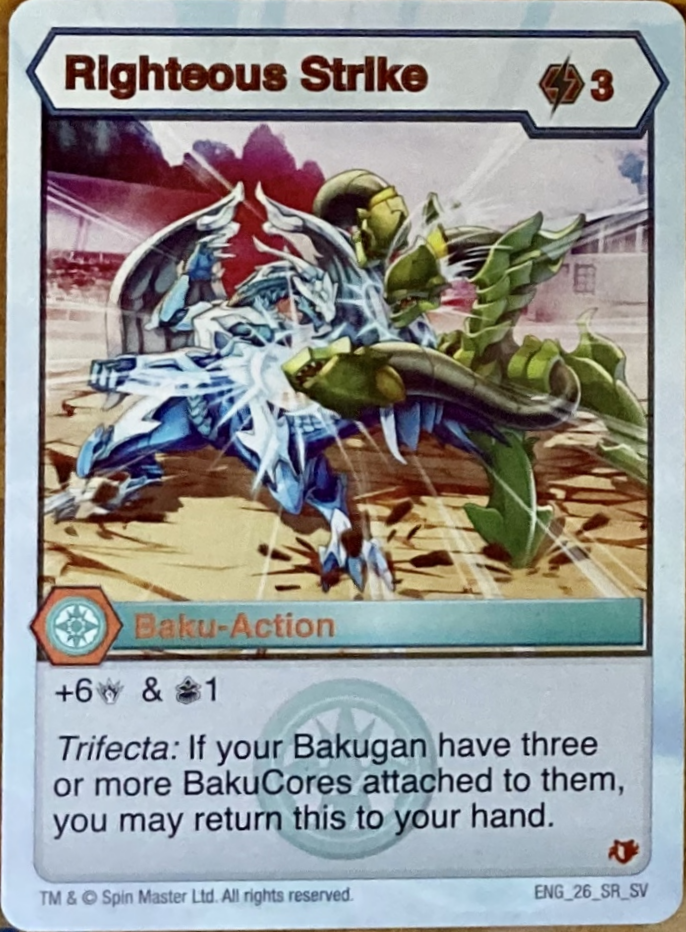 Righteous Strike
3
Baku-Action
+6 & 1
Trifecta: If your Bakugan have three
or more BakuCores attached to them,
you may return this to your hand.
TM & © Spin Master Ltd. All rights reserved.
ENG_26_SR_SV